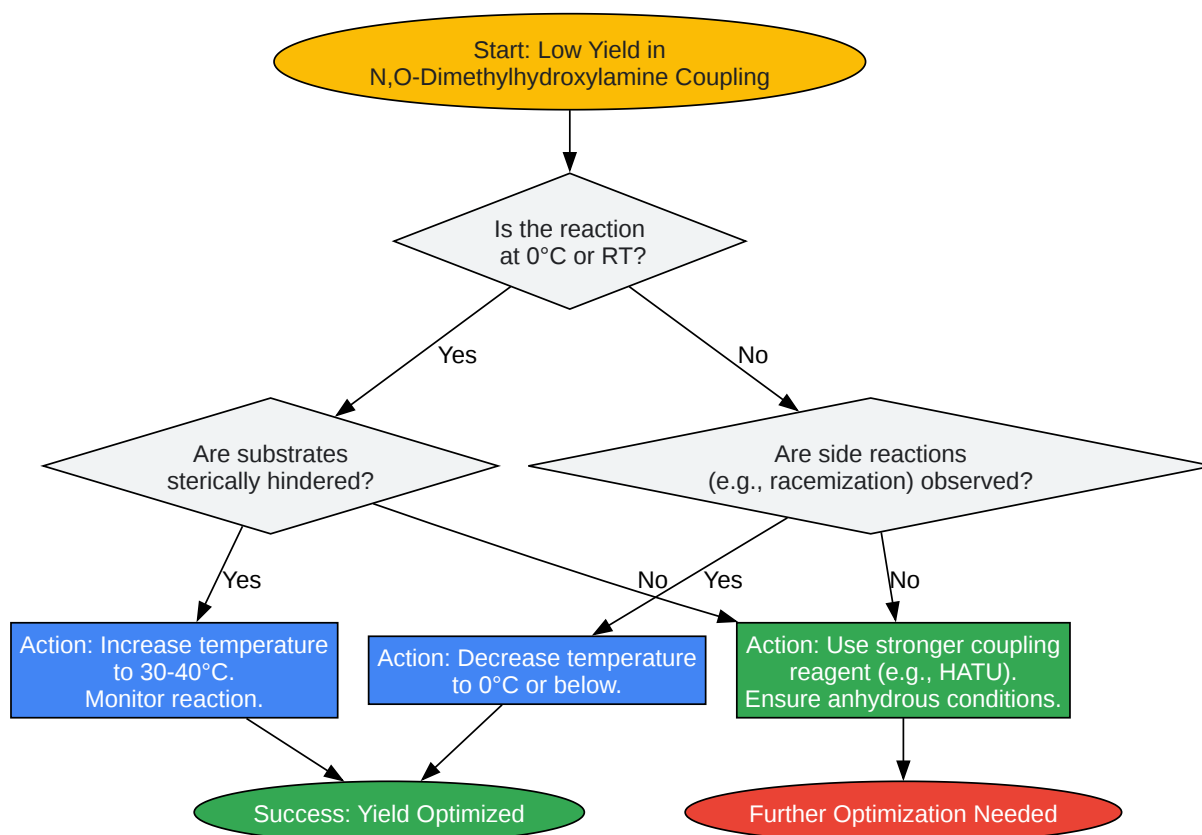 Start: Low Yield in
N,O-Dimethylhydroxylamine Coupling
Is the reaction
at 0°C or RT?
Yes
No
Are substrates
sterically hindered?
Are side reactions
(e.g., racemization) observed?
Yes
No
Yes
No
Action: Increase temperature
to 30-40°C.
Monitor reaction.
Action: Decrease temperature
to 0°C or below.
Action: Use stronger coupling
reagent (e.g., HATU).
Ensure anhydrous conditions.
Success: Yield Optimized
Further Optimization Needed